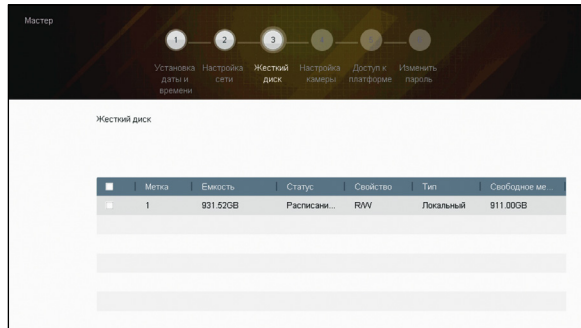 Мастер
1 2 3
Установка даты и времени
Настройка сети
Жесткий диск
Настройка камеры
Доступ к платформе
Изменить пароль
Жесткий диск
Метка Емкость Статус Свойство Тип Свободное ме...
1 931.52GB Расписани... R/W Локальный 911.00GB